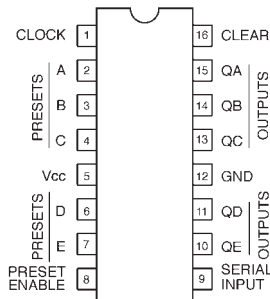 CLOCK 1 16 CLEAR
A 2 15 QA
PRESETS B 3 14 QB OUTPUTS
C 4 13 QC
Vcc 5 12 GND
D 6 11 QD
PRESETS OUTPUTS
E 7 10 QE
PRESET ENABLE 8 9 SERIAL INPUT